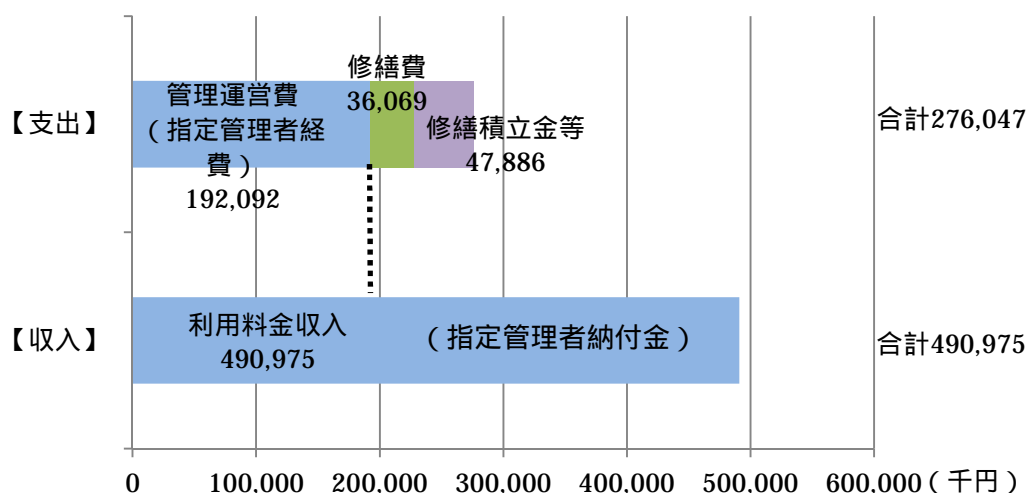 修繕費
36,069
管理運営費
（指定管理者経
費）
192,092
修繕積立金等
47,886
【支出】
合計276,047
利用料金収入
490,975
（指定管理者納付金）
【収入】
合計490,975
0
100,000
200,000
300,000
400,000
500,000
600,000（千円）